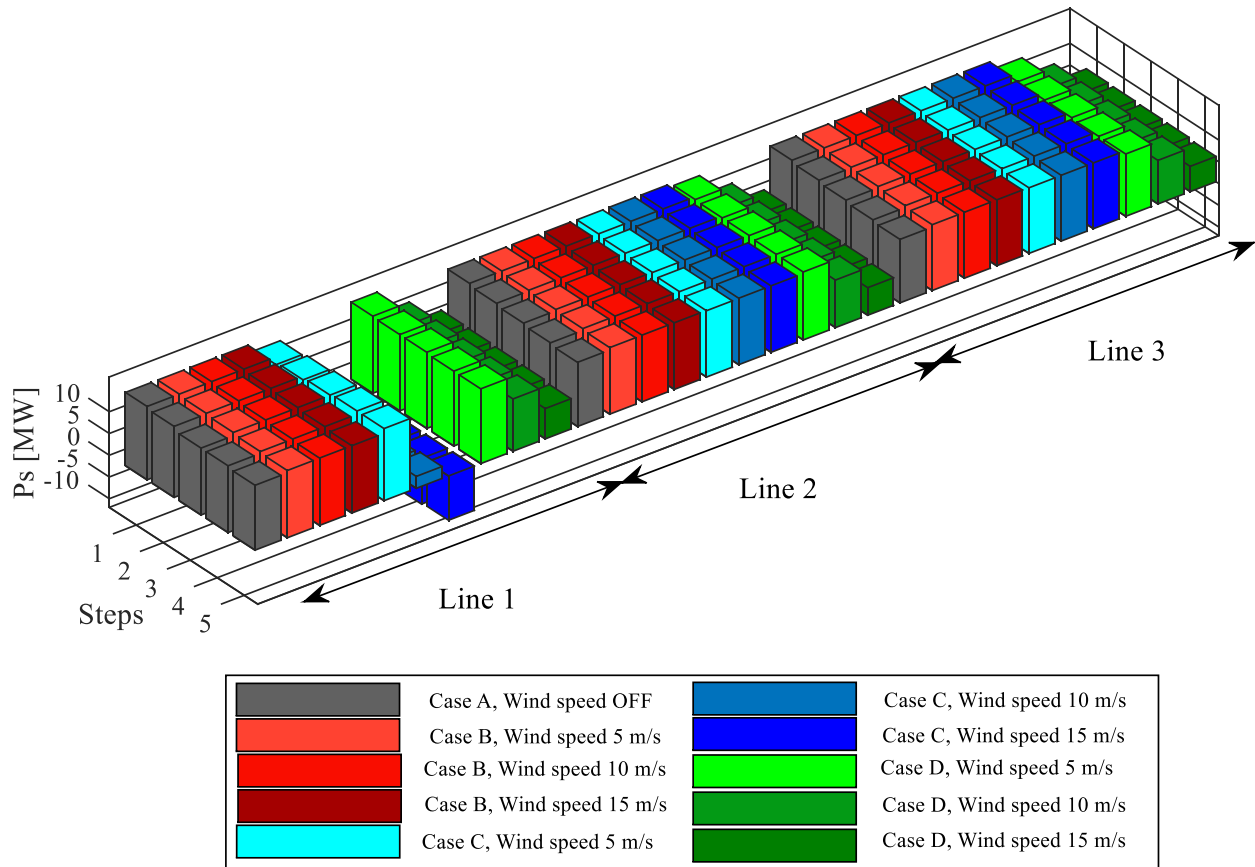 Ps [MW]
10
5
0
-5
-10
1
2
3
4
5
Steps
Line 1
Line 2
Line 3
Case A, Wind speed OFF
Case B, Wind speed 5 m/s
Case B, Wind speed 10 m/s
Case B, Wind speed 15 m/s
Case C, Wind speed 5 m/s
Case C, Wind speed 10 m/s
Case C, Wind speed 15 m/s
Case D, Wind speed 5 m/s
Case D, Wind speed 10 m/s
Case D, Wind speed 15 m/s